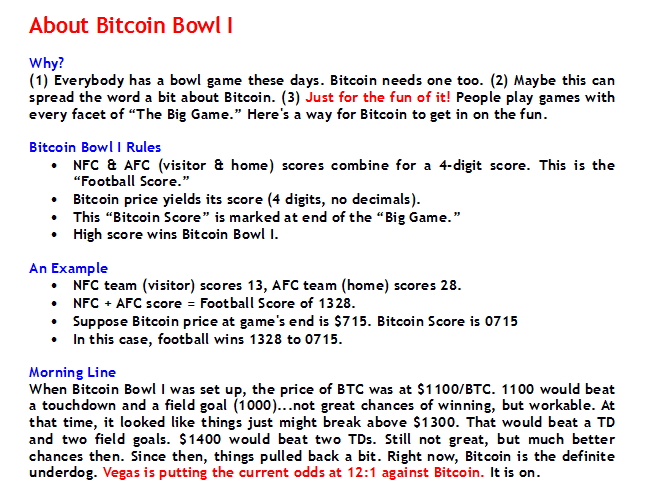 About Bitcoin Bowl I
Why?
(1) Everybody has a bowl game these days. Bitcoin needs one too. (2) Maybe this can
spread the word a bit about Bitcoin. (3) Just for the fun of it! People play games with
every facet of “The Big Game.” Here's a way for Bitcoin to get in on the fun.
Bitcoin Bowl I Rules
• NFC & AFC (visitor & home) scores combine for a 4-digit score. This is the
“Football Score.”
• Bitcoin price yields its score (4 digits, no decimals).
• This “Bitcoin Score” is marked at end of the “Big Game.”
• High score wins Bitcoin Bowl I.
An Example
• NFC team (visitor) scores 13, AFC team (home) scores 28.
• NFC + AFC score = Football Score of 1328.
• Suppose Bitcoin price at game's end is $715. Bitcoin Score is 0715
• In this case, football wins 1328 to 0715.
Morning Line
When Bitcoin Bowl I was set up, the price of BTC was at $1100/BTC. 1100 would beat
a touchdown and a field goal (1000)...not great chances of winning, but workable. At
that time, it looked like things just might break above $1300. That would beat a TD
and two field goals. $1400 would beat two TDs. Still not great, but much better
chances then. Since then, things pulled back a bit. Right now, Bitcoin is the definite
underdog. Vegas is putting the current odds at 12:1 against Bitcoin. It is on.